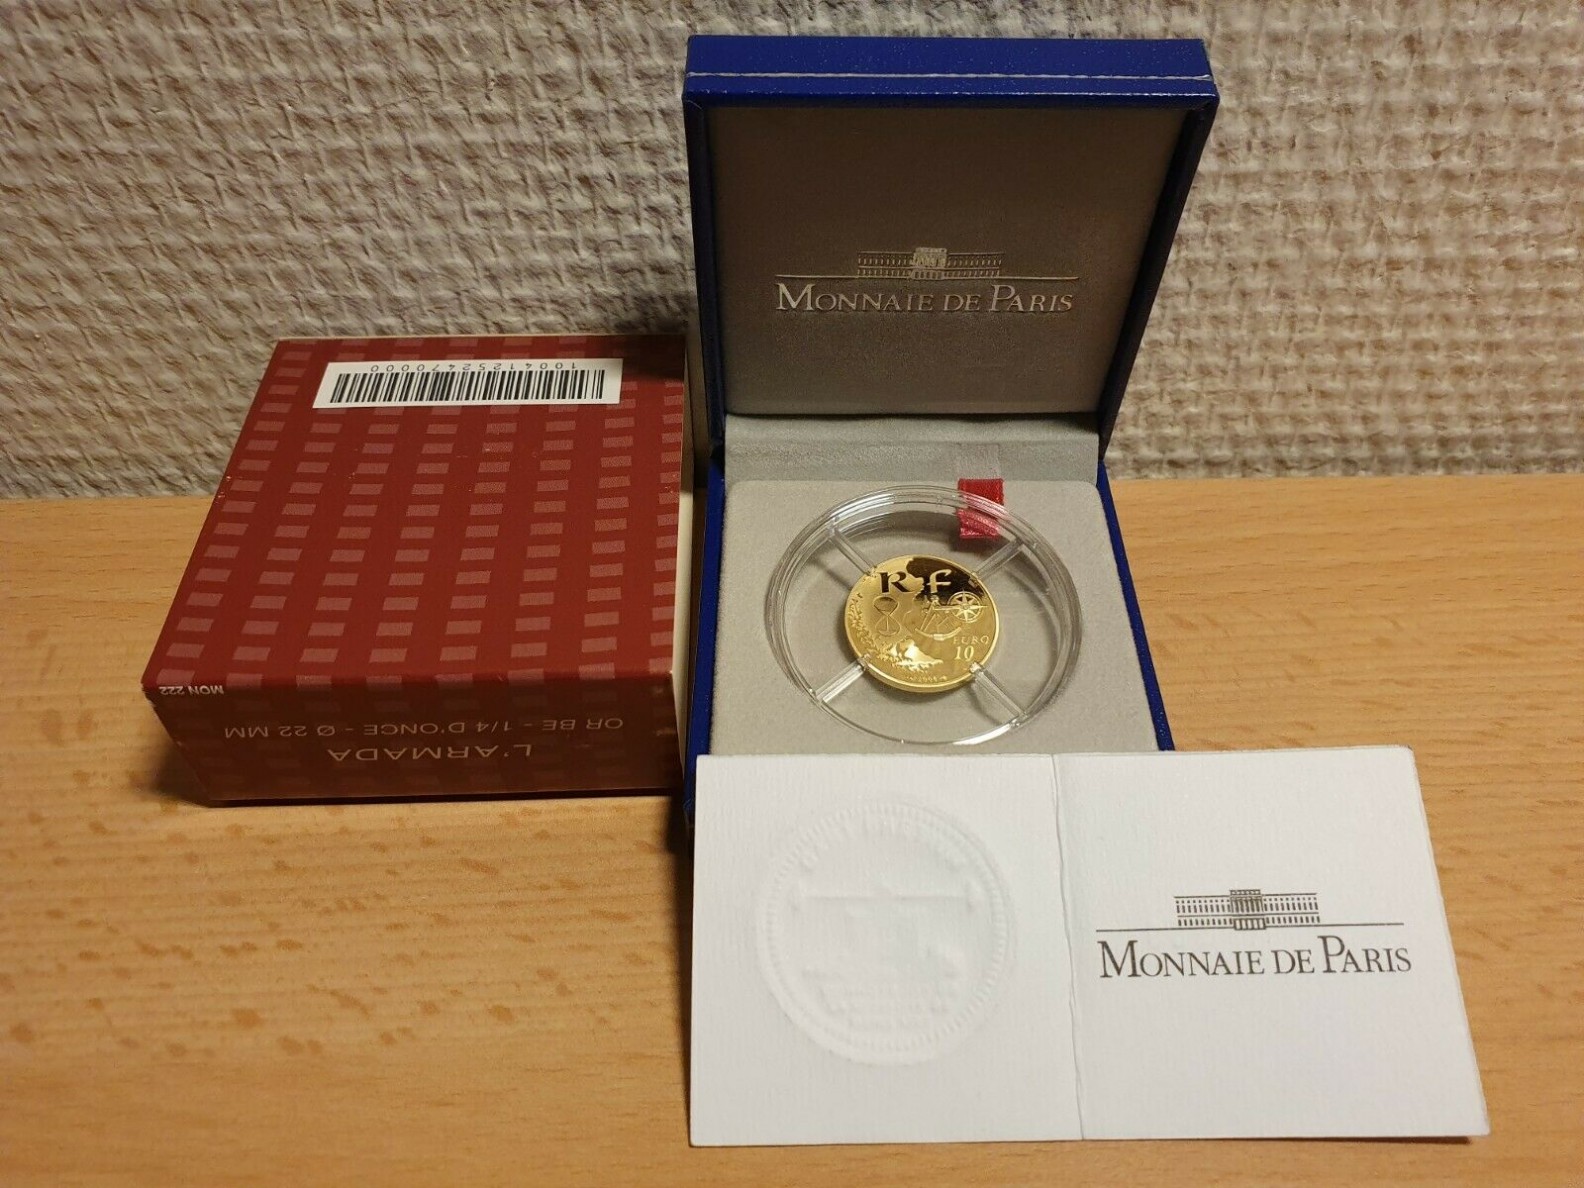 10041252470000
MON 222
OR BE - 1/4 D'ONCE - Ø 22 MM
L'ARMADA
MONNAIE DE PARIS
RF
EURO
10
MONNAIE DE PARIS